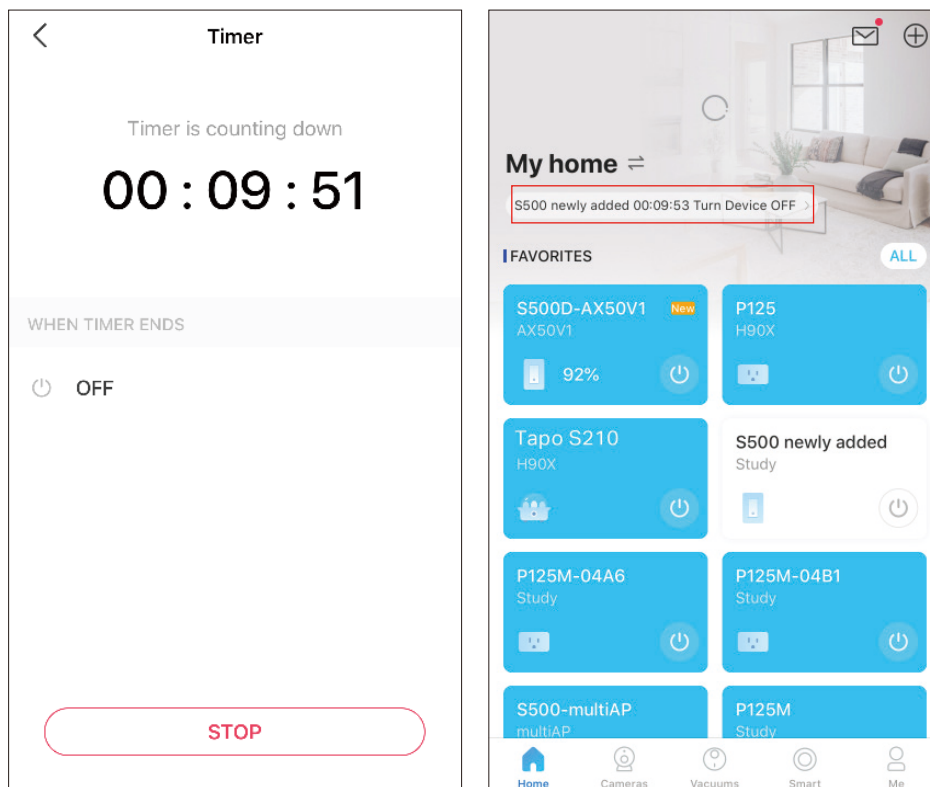 Timer
Timer is counting down
00 : 09 : 51
WHEN TIMER ENDS
OFF
STOP
My home
S500 newly added 00:09:53 Turn Device OFF
FAVORITES
ALL
S500D-AX50V1 New
AX50V1
92%
P125
H90X
Tapo S210
H90X
S500 newly added
Study
P125M-04A6
Study
P125M-04B1
Study
S500-multiAP
multiAP
P125M
Study
Home Cameras Vacuums Smart Me